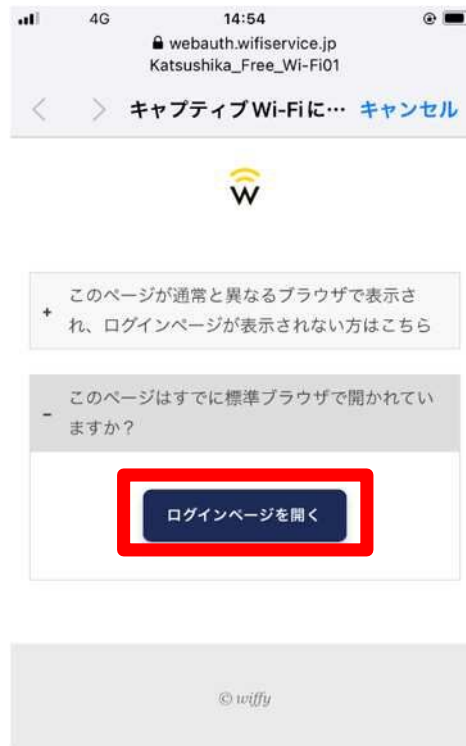 4G 14:54
webauth.wifiservice.jp
Katsushika_Free_Wi-Fi01
キャプティブWi-Fiに… キャンセル
W
このページが通常と異なるブラウザで表示さ
+
れ、ログインページが表示されない方はこちら
このページはすでに標準ブラウザで開かれてい
-
ますか？
ログインページを開く
© wiffy